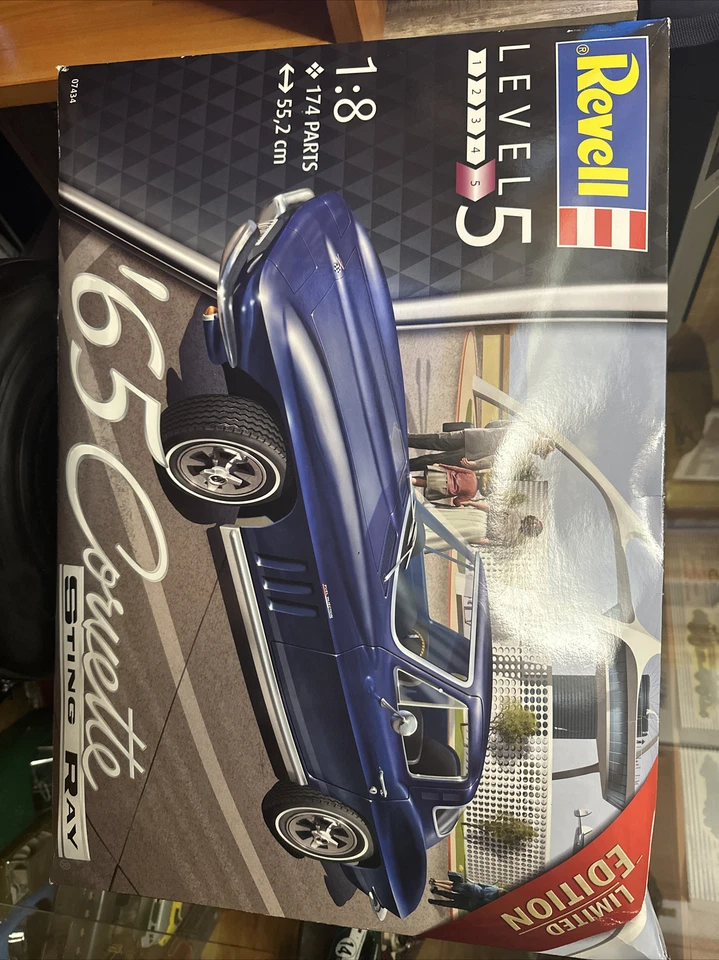 Revell®
LEVEL 5
1 2 3 4 5
1:8
174 PARTS
55,2 cm
07434
'65 Corvette
STING RAY
LIMITED
EDITION
14